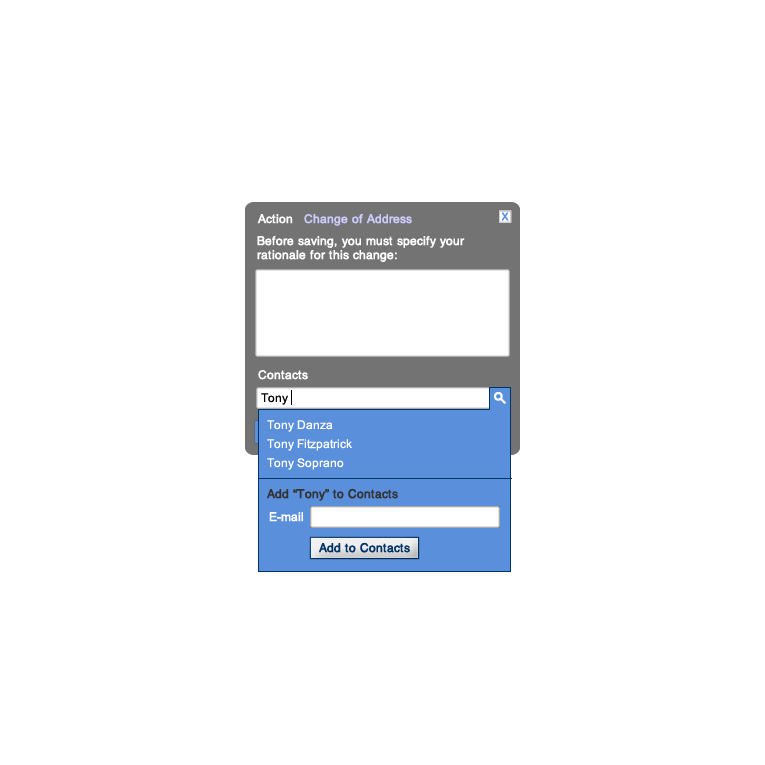 Action Change of Address X
Before saving, you must specify your
rationale for this change:
Contacts
Tony
Tony Danza
Tony Fitzpatrick
Tony Soprano
Add “Tony” to Contacts
E-mail
Add to Contacts